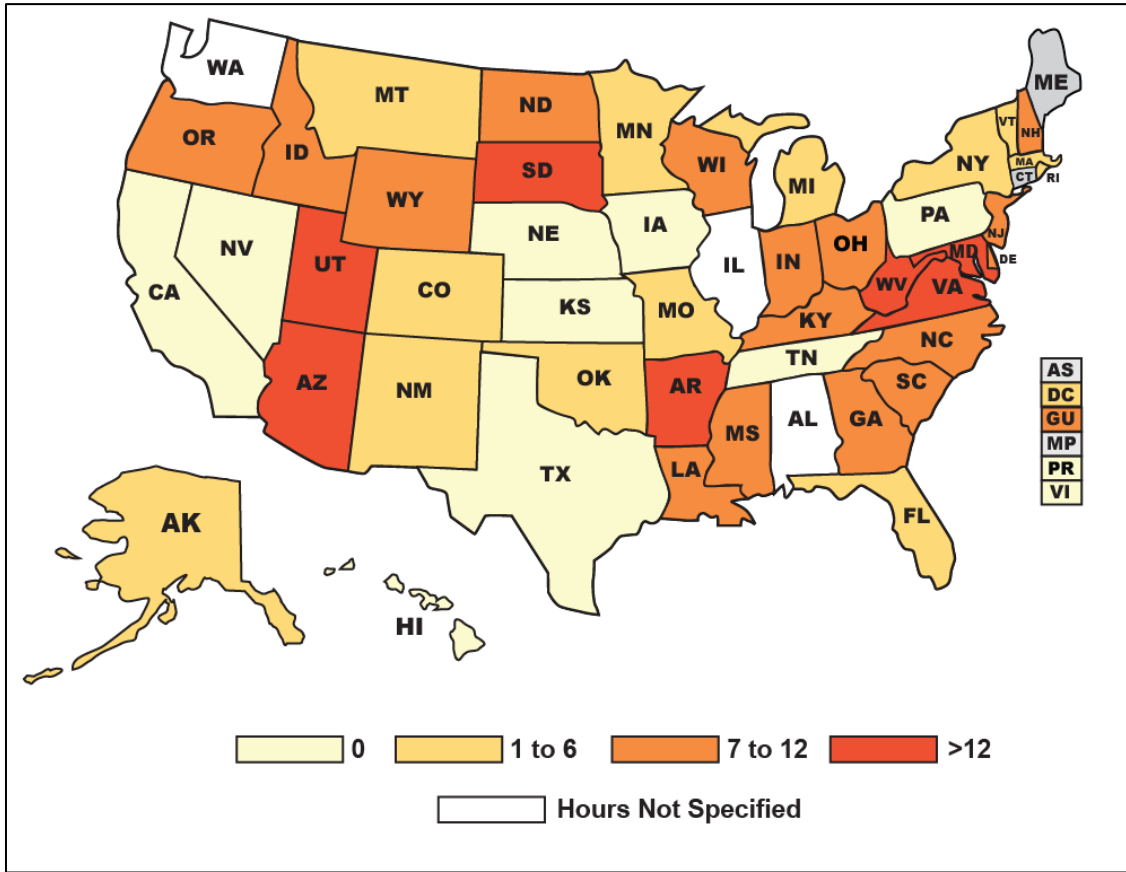 WA
MT
ND
MN
ME
VT
NH
OR
ID
SD
WI
NY
MA
CT
RI
WY
MI
NE
IA
PA
NJ
NV
UT
CO
IL
IN
OH
MD
DE
WV
VA
CA
KS
MO
KY
NC
TN
AZ
NM
OK
AR
SC
MS
AL
GA
AS
DC
GU
MP
PR
VI
TX
LA
FL
AK
HI
0
1 to 6
7 to 12
>12
Hours Not Specified